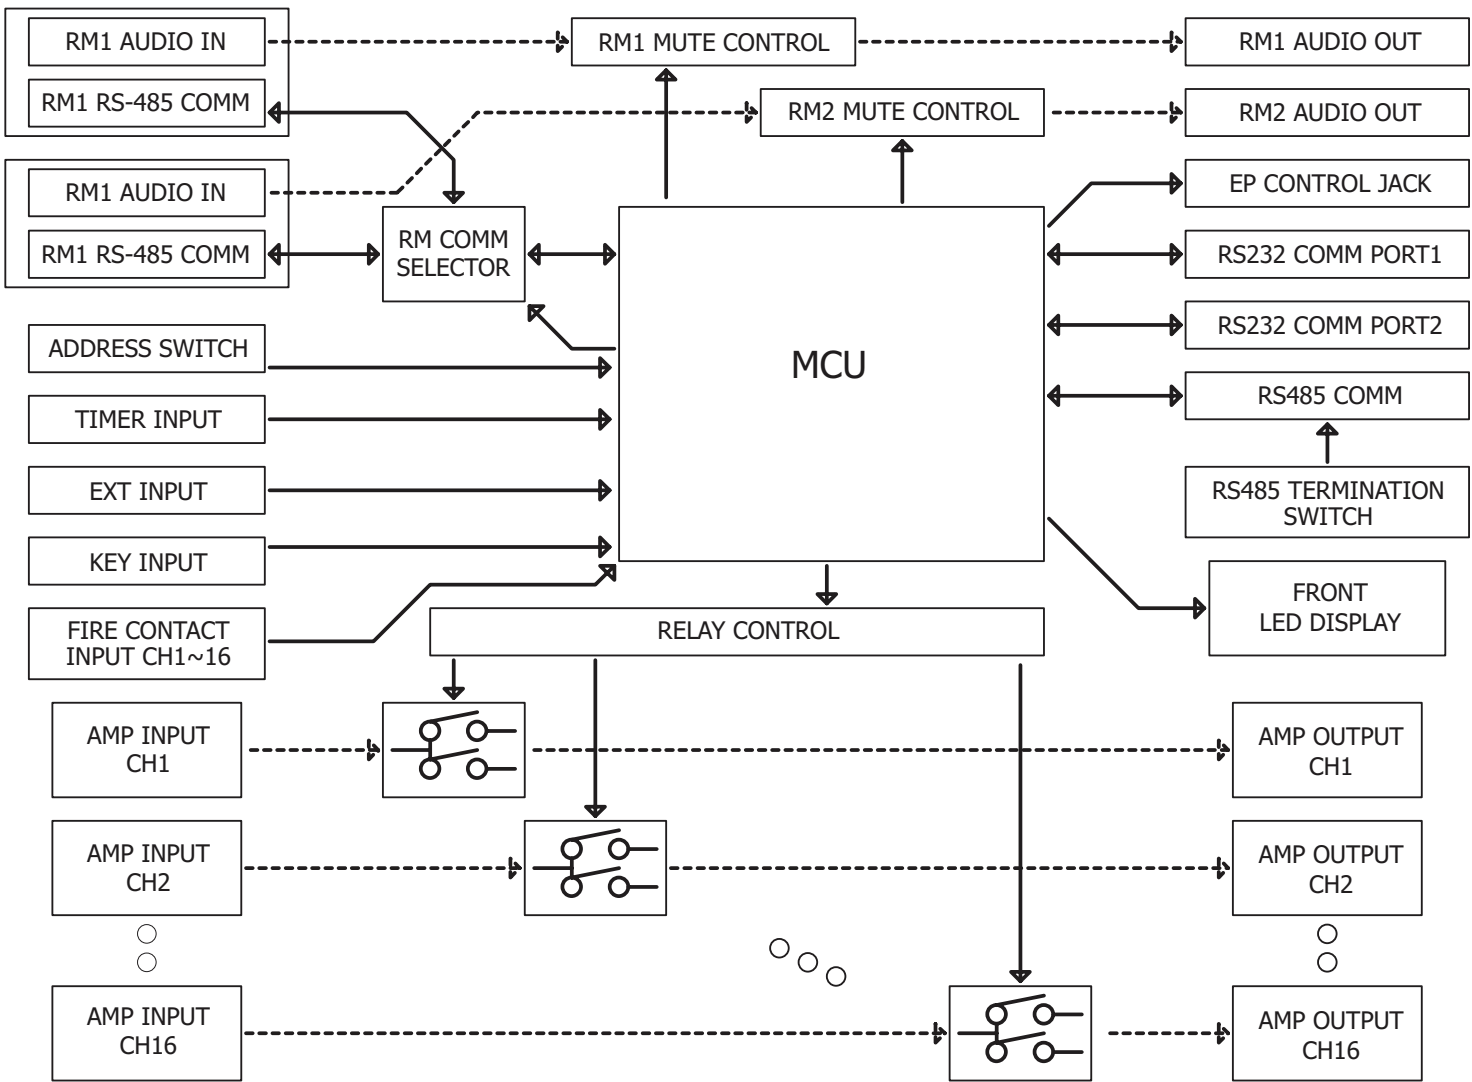 RM1 AUDIO IN
RM1 MUTE CONTROL
RM1 AUDIO OUT
RM1 RS-485 COMM
RM2 MUTE CONTROL
RM2 AUDIO OUT
RM1 AUDIO IN
EP CONTROL JACK
RM1 RS-485 COMM
RM COMM
SELECTOR
RS232 COMM PORT1
ADDRESS SWITCH
MCU
RS232 COMM PORT2
TIMER INPUT
RS485 COMM
EXT INPUT
RS485 TERMINATION
SWITCH
KEY INPUT
FRONT
LED DISPLAY
FIRE CONTACT
INPUT CH1~16
RELAY CONTROL
AMP INPUT
CH1
AMP OUTPUT
CH1
AMP INPUT
CH2
AMP OUTPUT
CH2
AMP INPUT
CH16
AMP OUTPUT
CH16